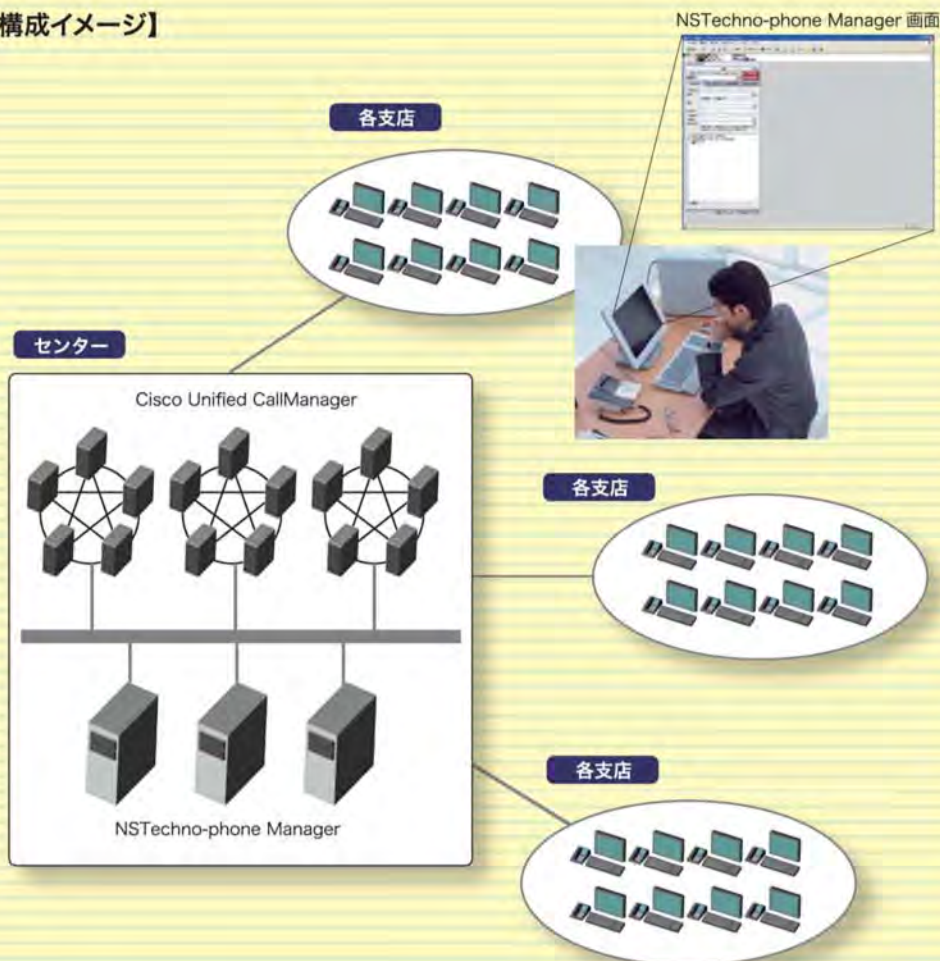 構成イメージ】
NSTechno-phone Manager 画面
各支店
センター
Cisco Unified CallManager
各支店
NSTechno-phone Manager
各支店